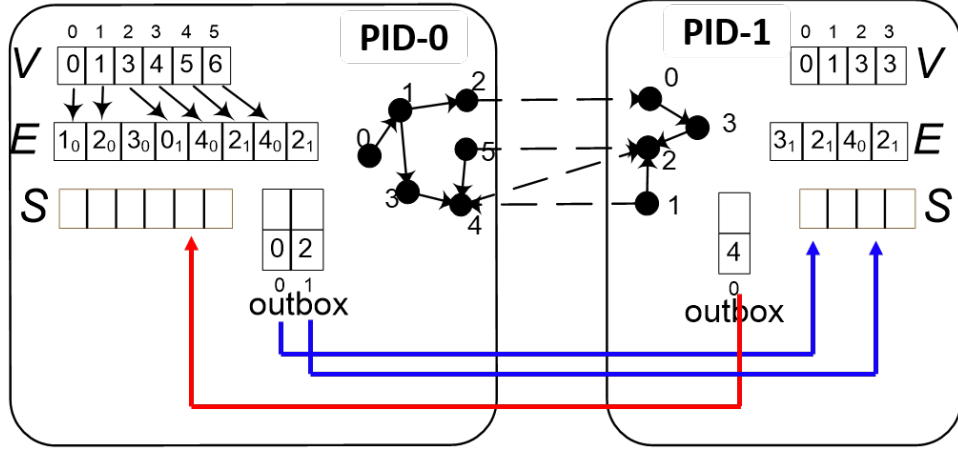 PID-0
0 1 2 3 4 5
V 0 1 3 4 5 6
E 1₀ 2₀ 3₀ 0₁ 4₀ 2₁ 4₀ 2₁
S
0 2
0 1
outbox
0
1
2
3
4
5
PID-1
0 1 2 3
0 1 3 3 V
3₁ 2₁ 4₀ 2₁ E
S
4
0
outbox
0
3
2
1